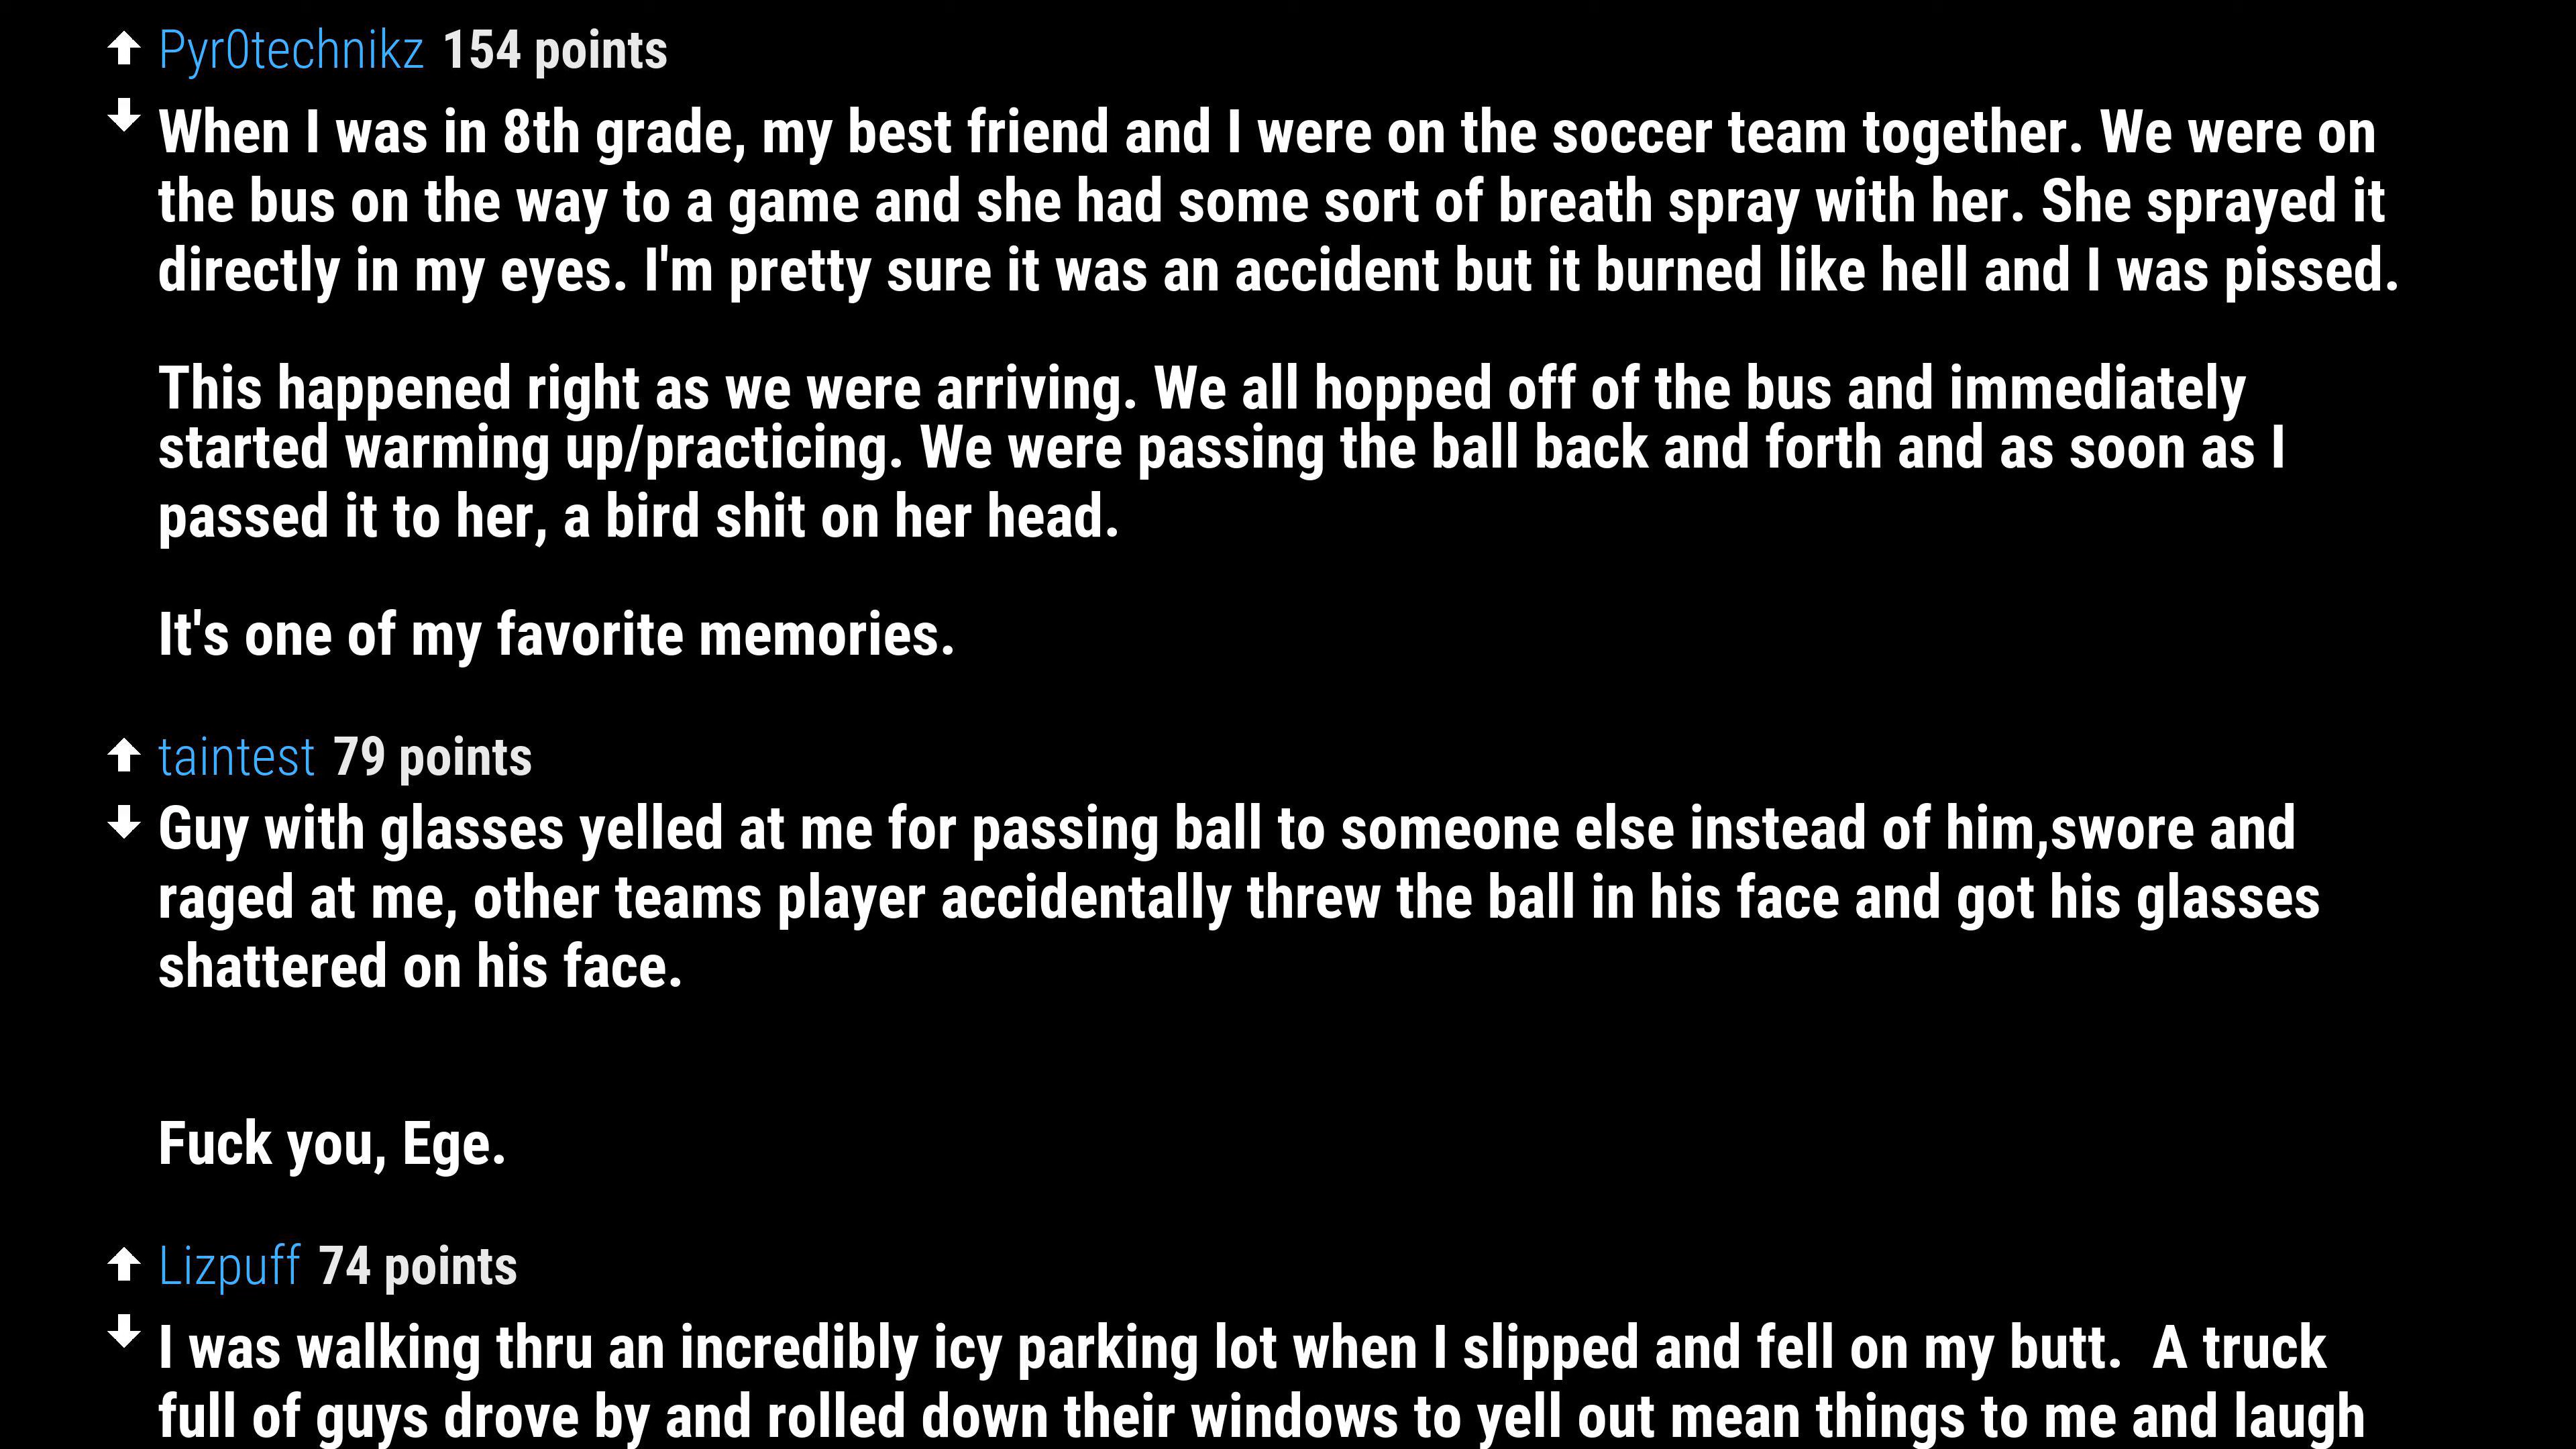 Pyr0technikz 154 points
When I was in 8th grade, my best friend and I were on the soccer team together. We were on
the bus on the way to a game and she had some sort of breath spray with her. She sprayed it
directly in my eyes. I'm pretty sure it was an accident but it burned like hell and I was pissed.
This happened right as we were arriving. We all hopped off of the bus and immediately
started warming up/practicing. We were passing the ball back and forth and as soon as I
passed it to her, a bird shit on her head.
It's one of my favorite memories.
taintest 79 points
Guy with glasses yelled at me for passing ball to someone else instead of him,swore and
raged at me, other teams player accidentally threw the ball in his face and got his glasses
shattered on his face.
Fuck you, Ege.
Lizpuff 74 points
I was walking thru an incredibly icy parking lot when I slipped and fell on my butt.  A truck
full of guys drove by and rolled down their windows to yell out mean things to me and laugh